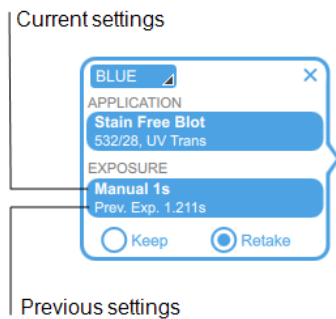 Current settings
BLUE
APPLICATION
Stain Free Blot
532/28, UV Trans
EXPOSURE
Manual 1s
Prev. Exp. 1.211s
Keep Retake
Previous settings